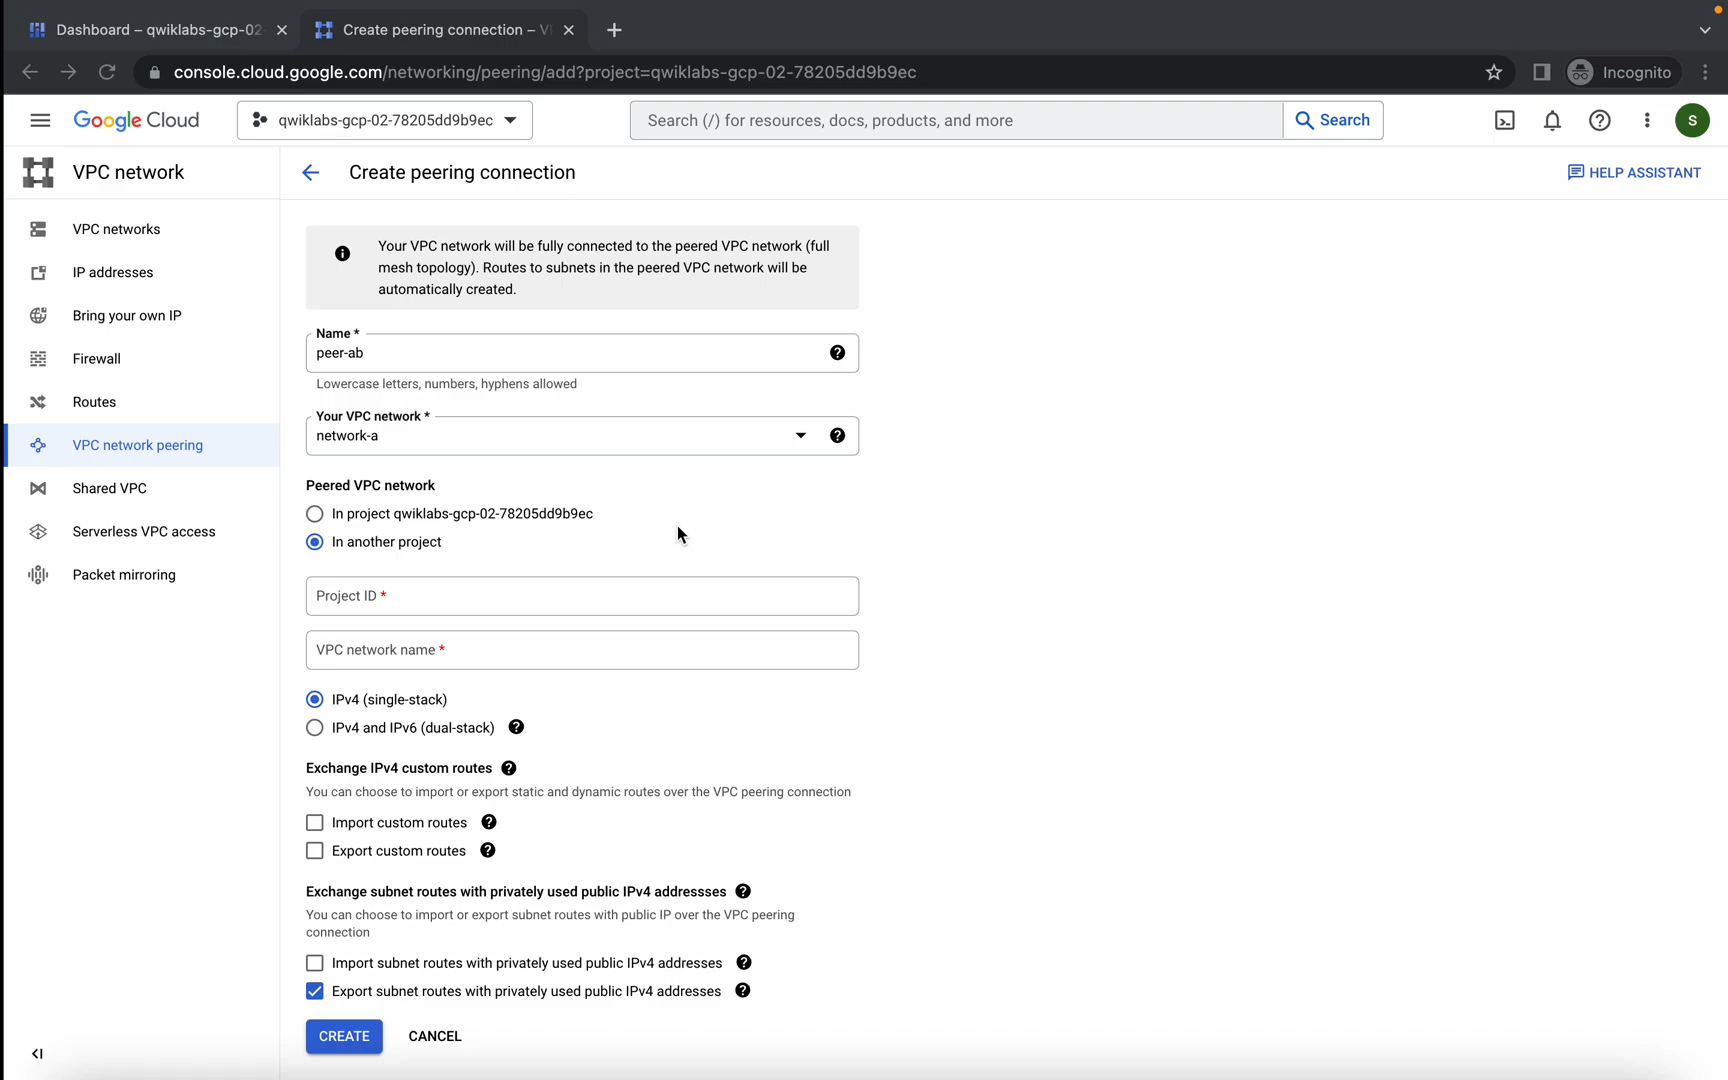 Dashboard – qwiklabs-gcp-02
Create peering connection – V
console.cloud.google.com/networking/peering/add?project=qwiklabs-gcp-02-78205dd9b9ec
Incognito
Google Cloud
qwiklabs-gcp-02-78205dd9b9ec
Search (/) for resources, docs, products, and more
Search
S
VPC network
Create peering connection
HELP ASSISTANT
VPC networks
IP addresses
Bring your own IP
Firewall
Routes
VPC network peering
Shared VPC
Serverless VPC access
Packet mirroring
Your VPC network will be fully connected to the peered VPC network (full
mesh topology). Routes to subnets in the peered VPC network will be
automatically created.
Name *
peer-ab
Lowercase letters, numbers, hyphens allowed
Your VPC network *
network-a
Peered VPC network
In project qwiklabs-gcp-02-78205dd9b9ec
In another project
Project ID *
VPC network name *
IPv4 (single-stack)
IPv4 and IPv6 (dual-stack)
Exchange IPv4 custom routes
You can choose to import or export static and dynamic routes over the VPC peering connection
Import custom routes
Export custom routes
Exchange subnet routes with privately used public IPv4 addressses
You can choose to import or export subnet routes with public IP over the VPC peering
connection
Import subnet routes with privately used public IPv4 addresses
Export subnet routes with privately used public IPv4 addresses
CREATE
CANCEL